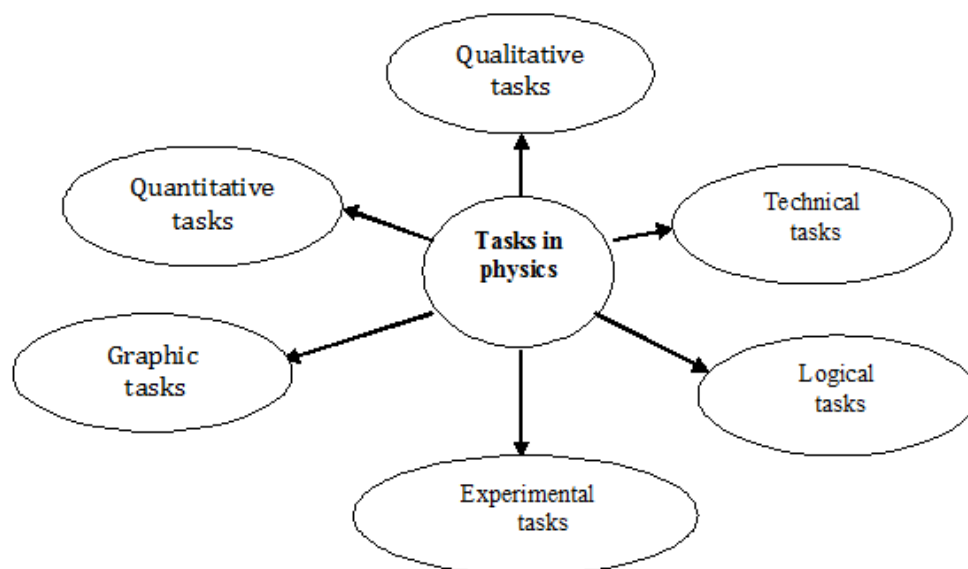 Qualitative
tasks
Quantitative
tasks
Technical
tasks
Tasks in
physics
Graphic
tasks
Logical
tasks
Experimental
tasks